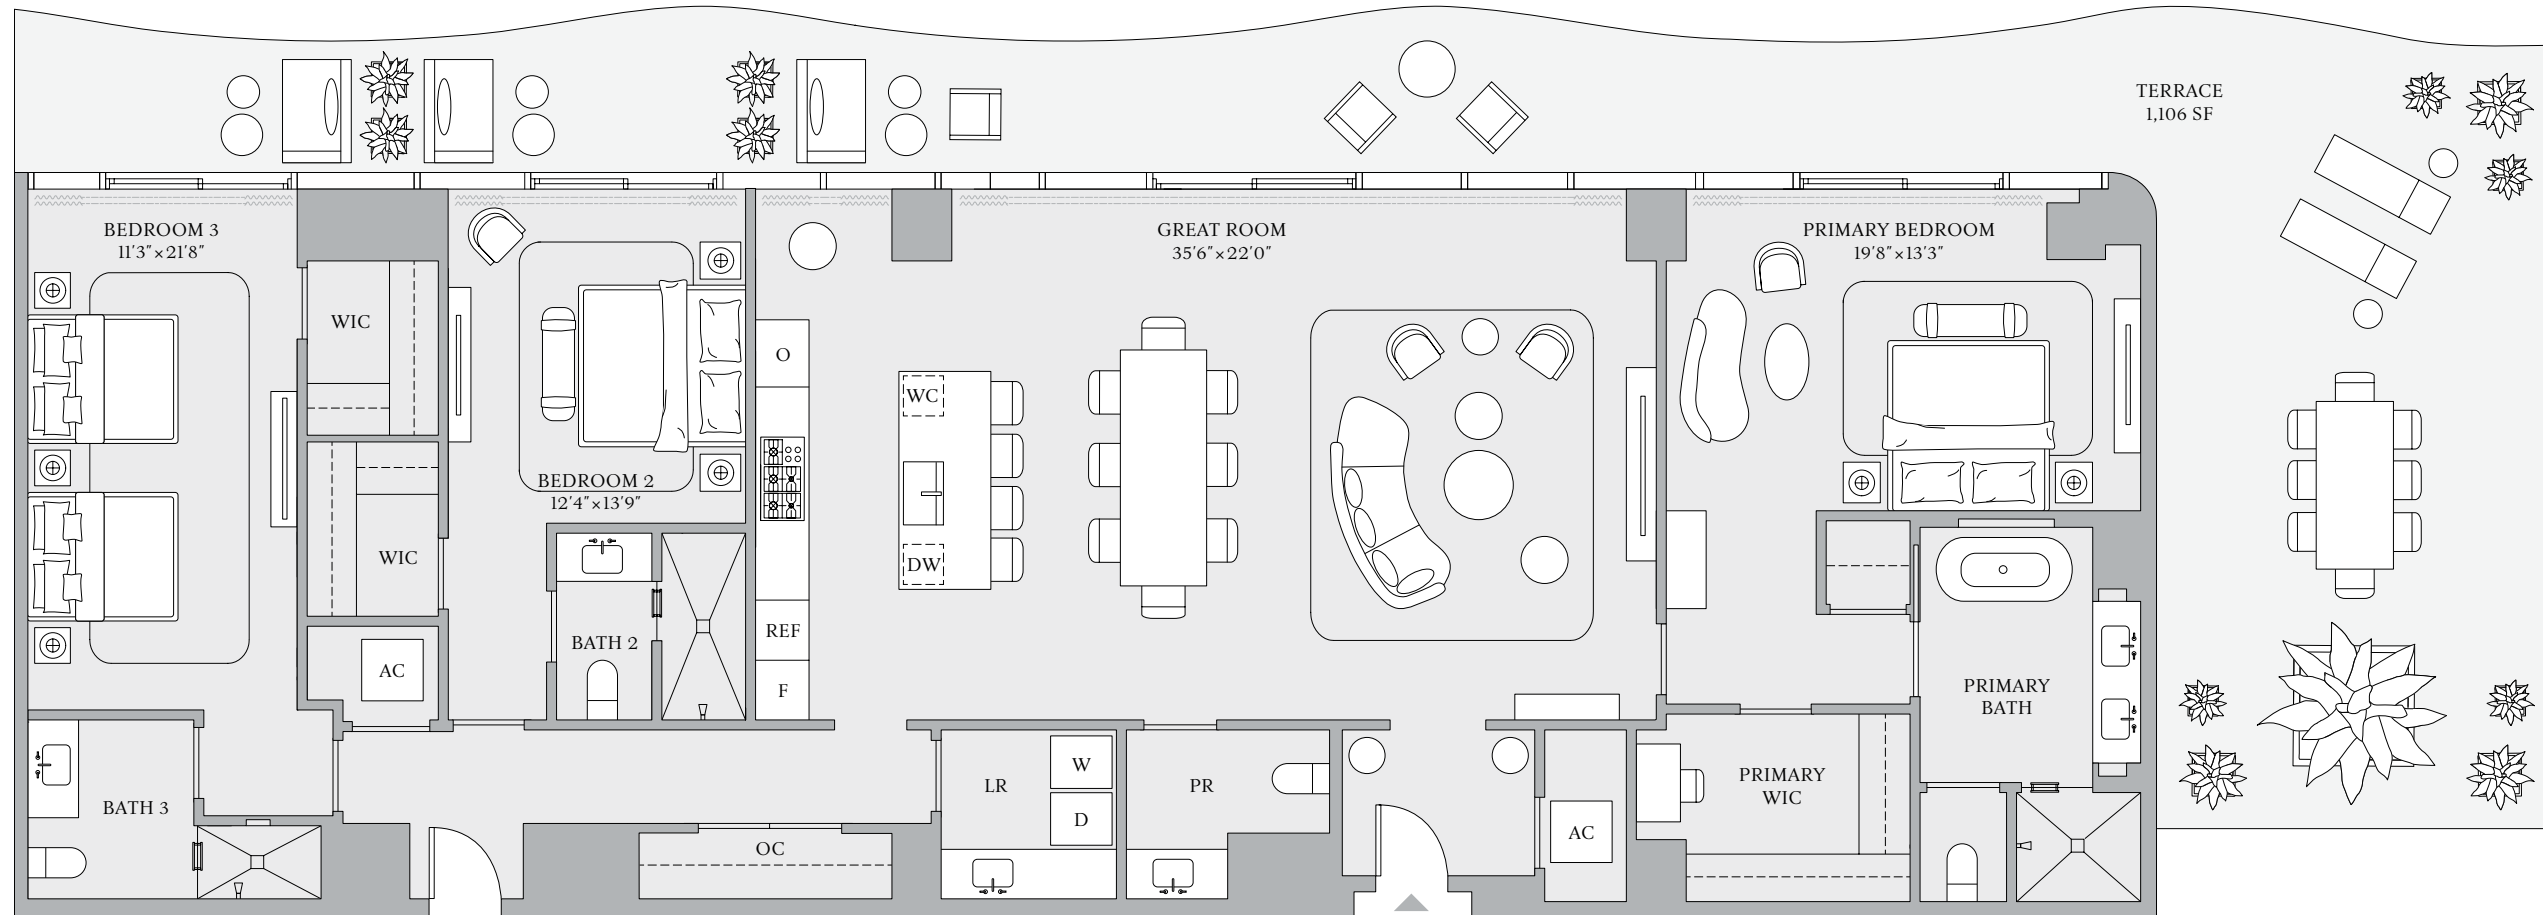 TERRACE
1,106 SF
BEDROOM 3
11'3"×21'8"
GREAT ROOM
35'6"×22'0"
PRIMARY BEDROOM
19'8"×13'3"
WIC
O
WC
BEDROOM 2
12'4"×13'9"
WIC
DW
BATH 2
REF
AC
F
PRIMARY
BATH
BATH 3
LR
W
D
PR
PRIMARY
WIC
OC
AC